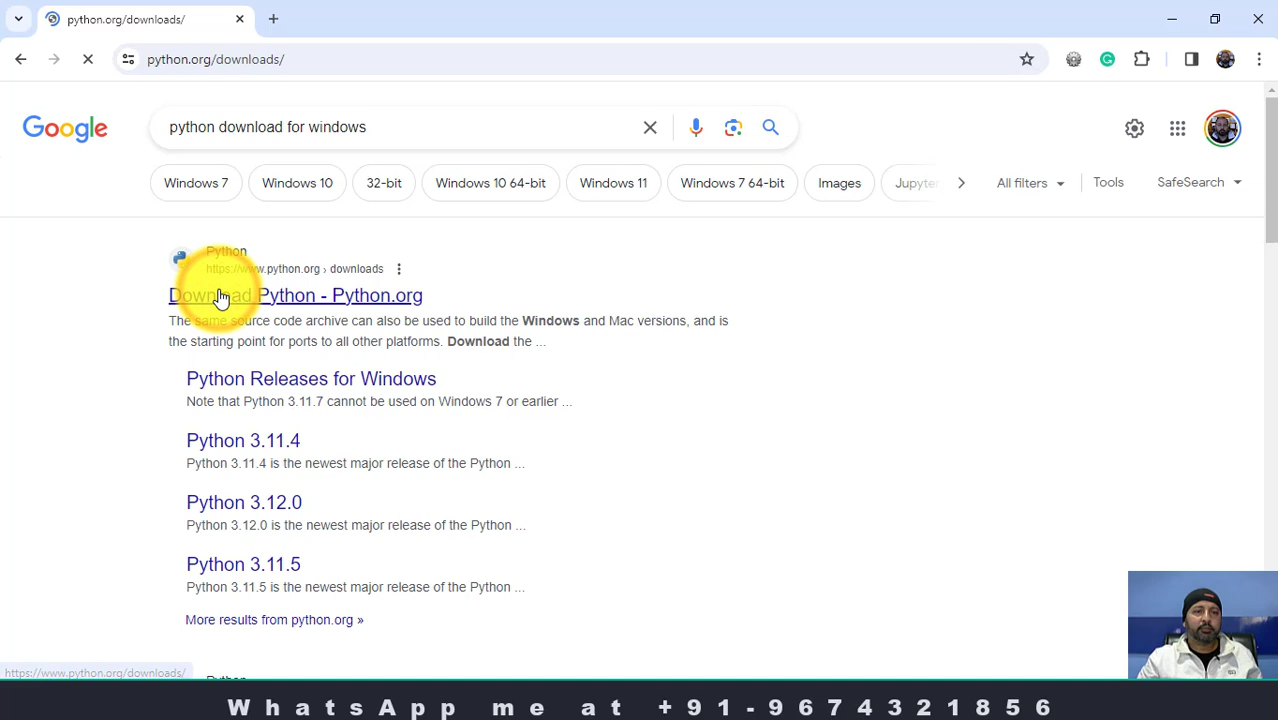 python.org/downloads/
python.org/downloads/
Google
python download for windows
Windows 7
Windows 10
32-bit
Windows 10 64-bit
Windows 11
Windows 7 64-bit
Images
Jupyter
All filters
Tools
SafeSearch
Python
https://www.python.org › downloads
Download Python - Python.org
The same source code archive can also be used to build the Windows and Mac versions, and is
the starting point for ports to all other platforms. Download the ...
Python Releases for Windows
Note that Python 3.11.7 cannot be used on Windows 7 or earlier ...
Python 3.11.4
Python 3.11.4 is the newest major release of the Python ...
Python 3.12.0
Python 3.12.0 is the newest major release of the Python ...
Python 3.11.5
Python 3.11.5 is the newest major release of the Python ...
More results from python.org »
https://www.python.org/downloads/
Python
WhatsApp me at +91-9674321856